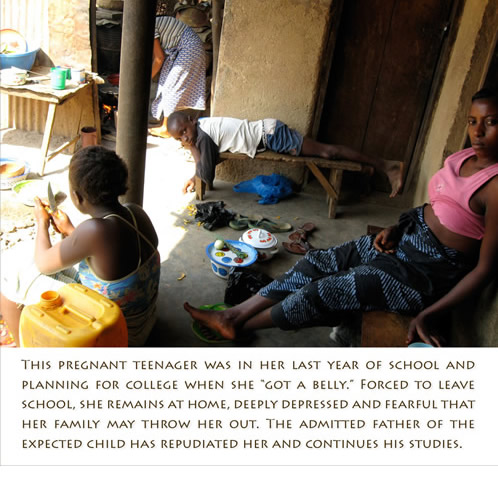 This pregnant teenager was in her last year of school and
planning for college when she “got a belly.” Forced to leave
school, she remains at home, deeply depressed and fearful that
her family may throw her out. The admitted father of the
expected child has repudiated her and continues his studies.